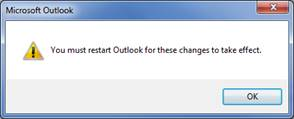 Microsoft Outlook
You must restart Outlook for these changes to take effect.
OK